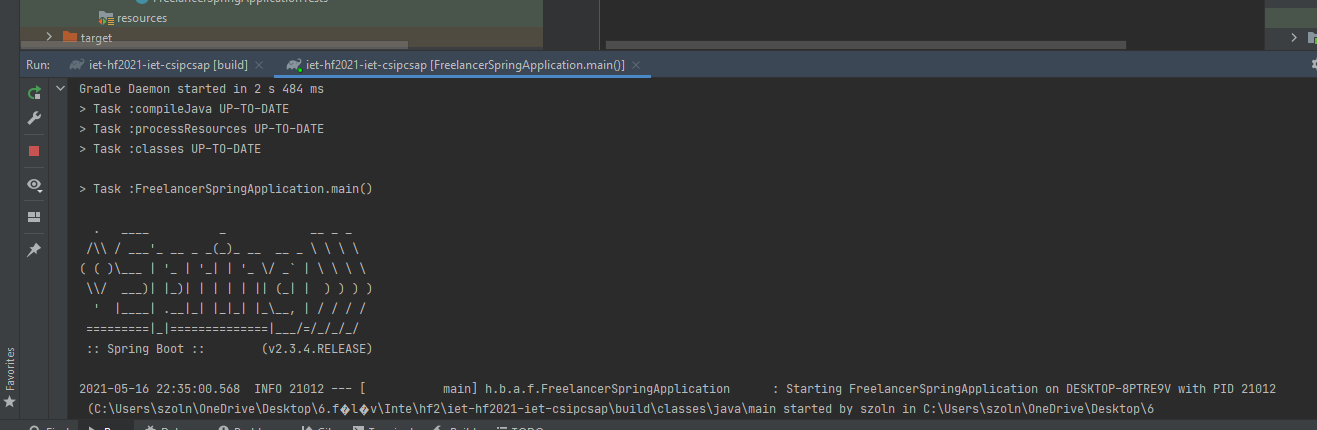 FreelancerSpringApplicationTests
resources
target
Run: iet-hf2021-iet-csipcsap [build] × iet-hf2021-iet-csipcsap [FreelancerSpringApplication.main()] ×
Gradle Daemon started in 2 s 484 ms
> Task :compileJava UP-TO-DATE
> Task :processResources UP-TO-DATE
> Task :classes UP-TO-DATE
> Task :FreelancerSpringApplication.main()
  .   ____          _            __ _ _
 /\\ / ___'_ __ _ _(_)_ __  __ _ \ \ \ \
( ( )\___ | '_ | '_| | '_ \/ _` | \ \ \ \
 \\/  ___)| |_)| | | | | || (_| |  ) ) ) )
  '  |____| .__|_| |_|_| |_\__, | / / / /
 =========|_|==============|___/=/_/_/_/
 :: Spring Boot ::        (v2.3.4.RELEASE)
2021-05-16 22:35:00.568  INFO 21012 --- [           main] h.b.a.f.FreelancerSpringApplication      : Starting FreelancerSpringApplication on DESKTOP-8PTRE9V with PID 21012
 (C:\Users\szoln\OneDrive\Desktop\6.f�l�v\Inte\hf2\iet-hf2021-iet-csipcsap\build\classes\java\main started by szoln in C:\Users\szoln\OneDrive\Desktop\6
Favorites